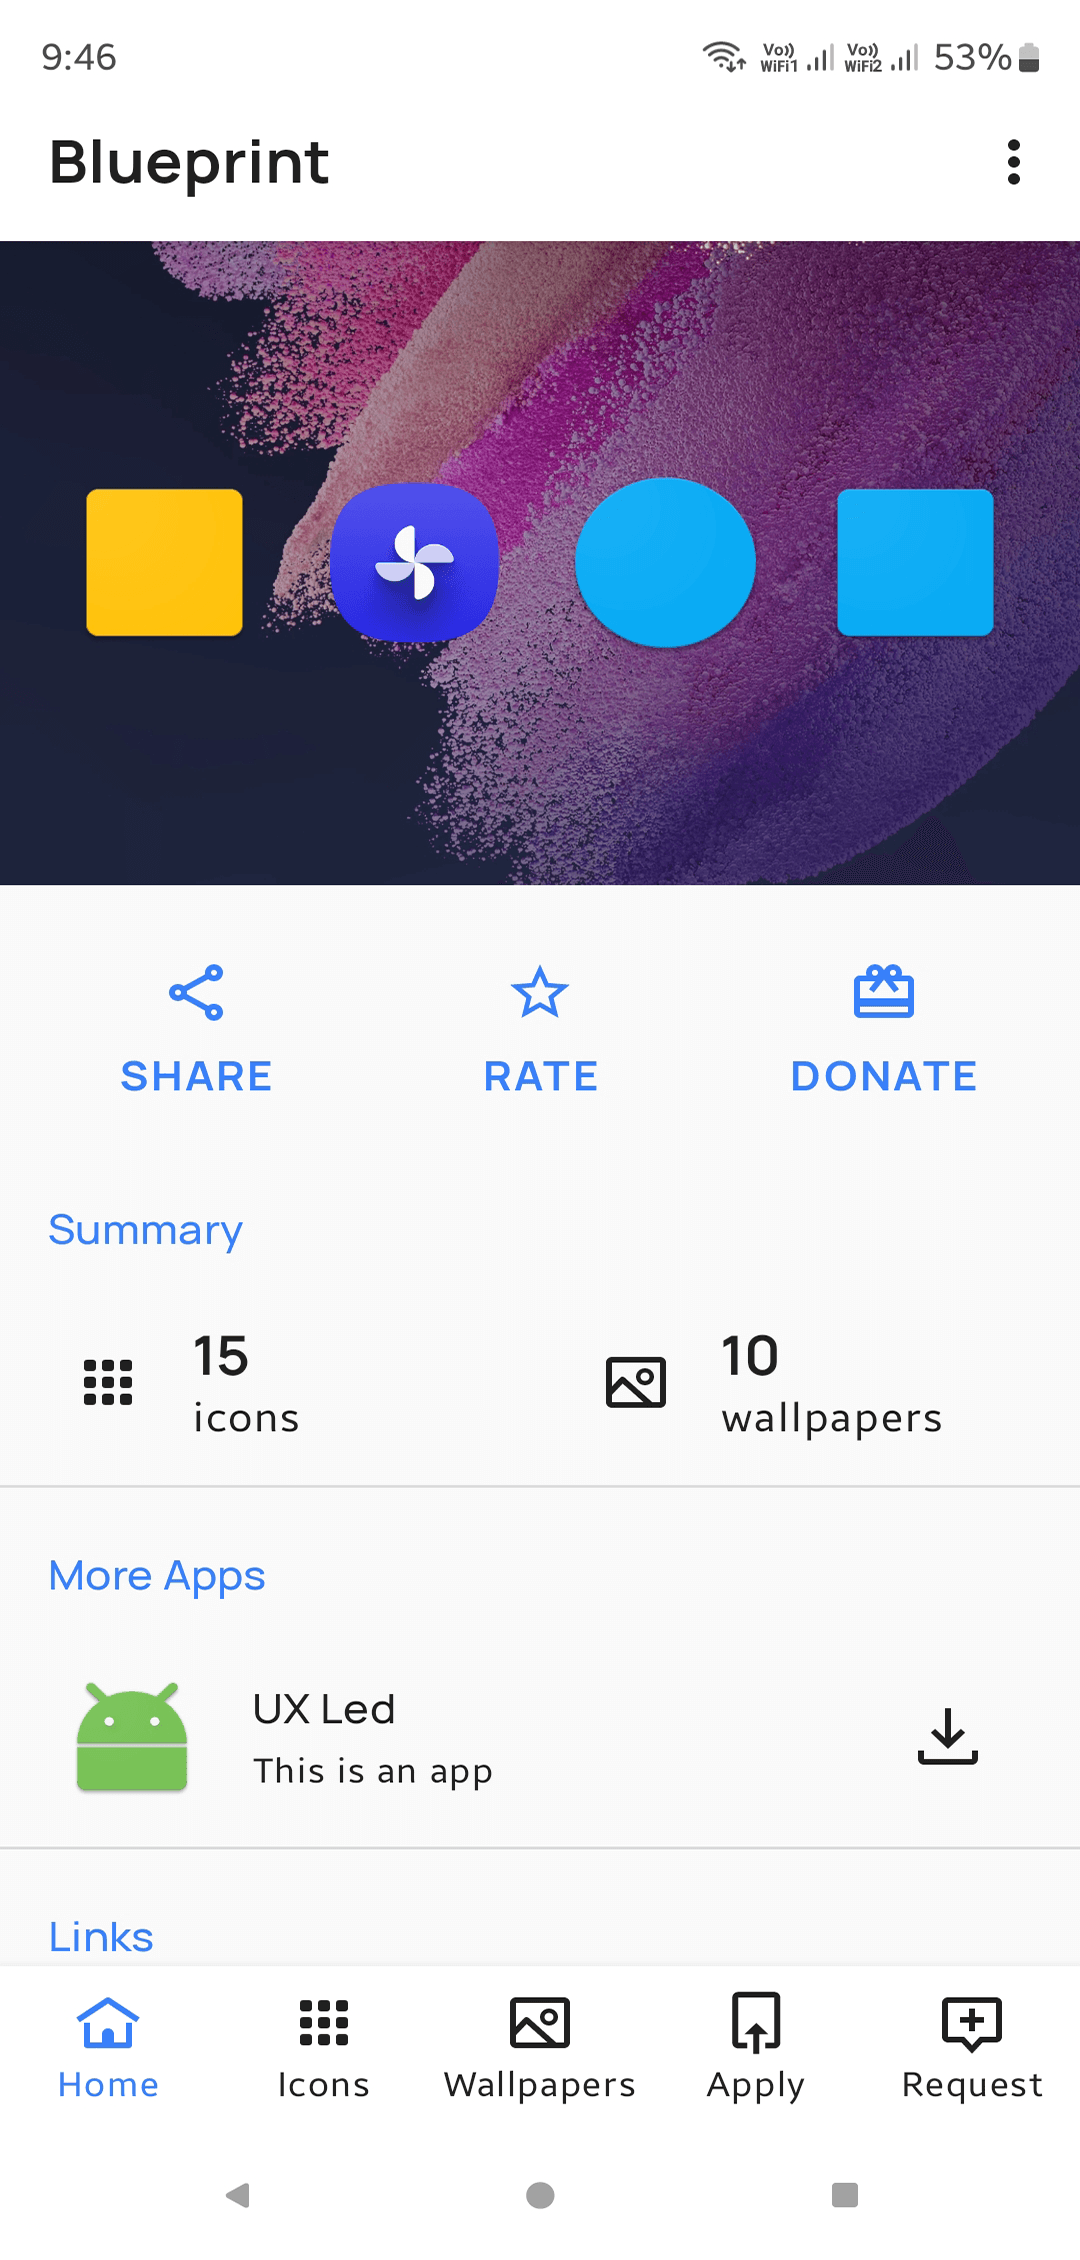 9:46
Vo)) WiFi1 Vo)) WiFi2 53%
Blueprint
SHARE RATE DONATE
Summary
15 10
icons wallpapers
More Apps
UX Led
This is an app
Links
Home Icons Wallpapers Apply Request